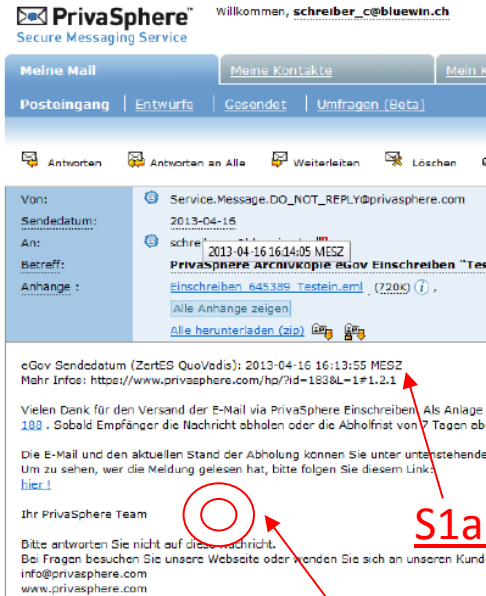 PrivaSphere™ Willkommen, schreiber_c@bluewin.ch
Secure Messaging Service
Meine Mail Meine Kontakte Mein K
Posteingang | Entwürfe | Gesendet | Umfragen (Beta)
Antworten Antworten an Alle Weiterleiten Löschen
Von: Service.Message.DO_NOT_REPLY@privasphere.com
Sendedatum: 2013-04-16
An: schre
2013-04-16 16:14:05 MESZ
Betreff: PrivaSphere Archivkopie eGov Einschreiben "Tes
Anhänge : Einschreiben_645389_Testein.eml (720K) (i) ,
Alle Anhänge zeigen
Alle herunterladen (zip)
eGov Sendedatum (ZertES QuoVadis): 2013-04-16 16:13:55 MESZ
Mehr Infos: https://www.privasphere.com/hp/?id=183&L=1#1.2.1
Vielen Dank für den Versand der E-Mail via PrivaSphere Einschreiben. Als Anlage
188 . Sobald Empfänger die Nachricht abholen oder die Abholfrist von 7 Tagen ab
Die E-Mail und den aktuellen Stand der Abholung können Sie unter untenstehende
Um zu sehen, wer die Meldung gelesen hat, bitte folgen Sie diesem Link:
hier !
Ihr PrivaSphere Team
S1a
Bitte antworten Sie nicht auf diese Nachricht.
Bei Fragen besuchen Sie unsere Webseite oder wenden Sie sich an unseren Kund
info@privasphere.com
www.privasphere.com